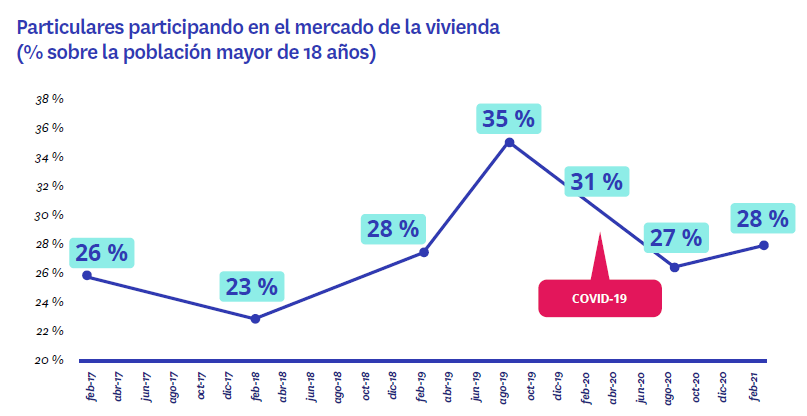 Particulares participando en el mercado de la vivienda
(% sobre la población mayor de 18 años)
38 %
36 %
34 %
32 %
30 %
28 %
26 %
24 %
22 %
20 %
26 %
23 %
28 %
35 %
31 %
27 %
28 %
COVID-19
feb-17
abr-17
jun-17
ago-17
oct-17
dic-17
feb-18
abr-18
jun-18
ago-18
oct-18
dic-18
feb-19
abr-19
jun-19
ago-19
oct-19
dic-19
feb-20
abr-20
jun-20
ago-20
oct-20
dic-20
feb-21